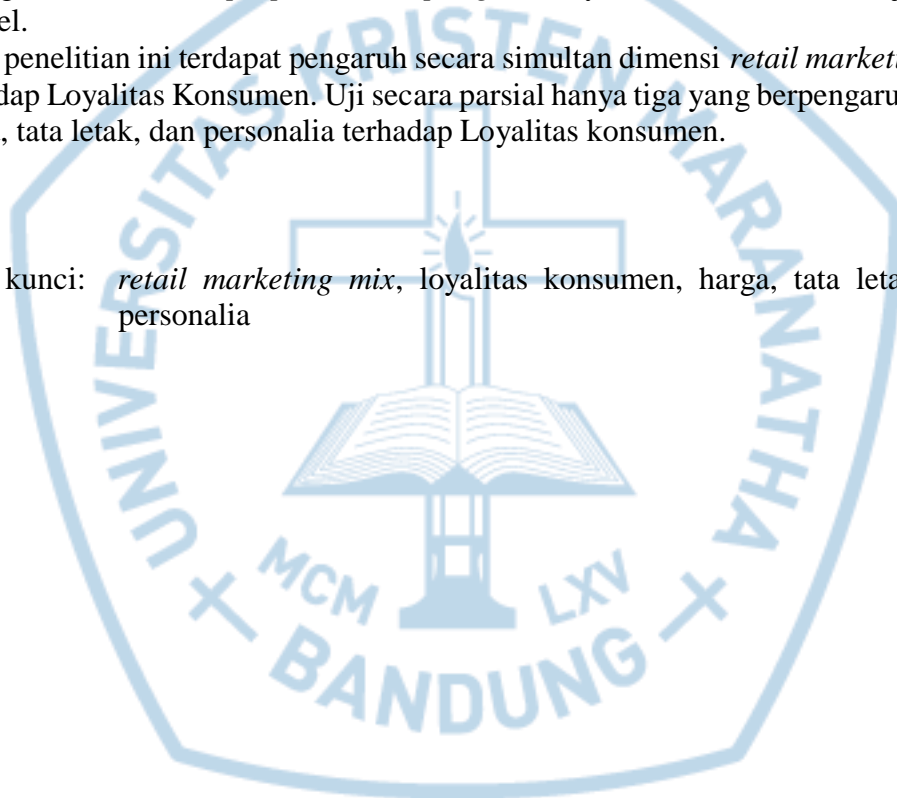 el.
penelitian ini terdapat pengaruh secara simultan dimensi retail marketi
dap Loyalitas Konsumen. Uji secara parsial hanya tiga yang berpengaru
, tata letak, dan personalia terhadap Loyalitas konsumen.
kunci: retail marketing mix, loyalitas konsumen, harga, tata leta
personalia
UNIVERSITAS KRISTEN MARANATHA
MCM LXV
BANDUNG